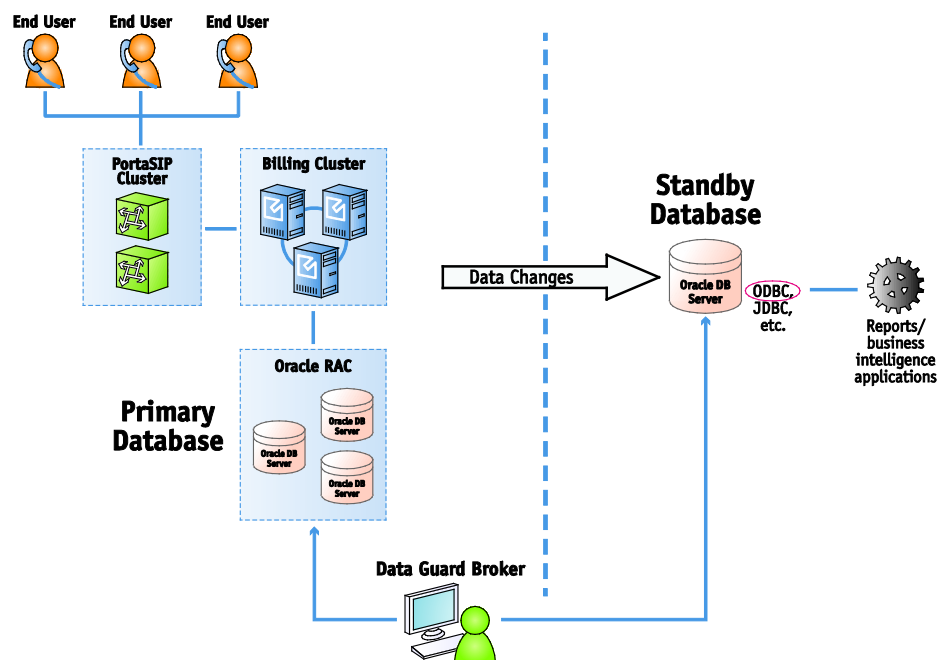 End User
End User
End User
PortaSIP
Cluster
Billing Cluster
Standby
Database
Data Changes
Oracle DB
Server
ODBC,
JDBC,
etc.
Reports/
business
intelligence
applications
Oracle RAC
Primary
Database
Oracle DB
Server
Oracle DB
Server
Oracle DB
Server
Data Guard Broker